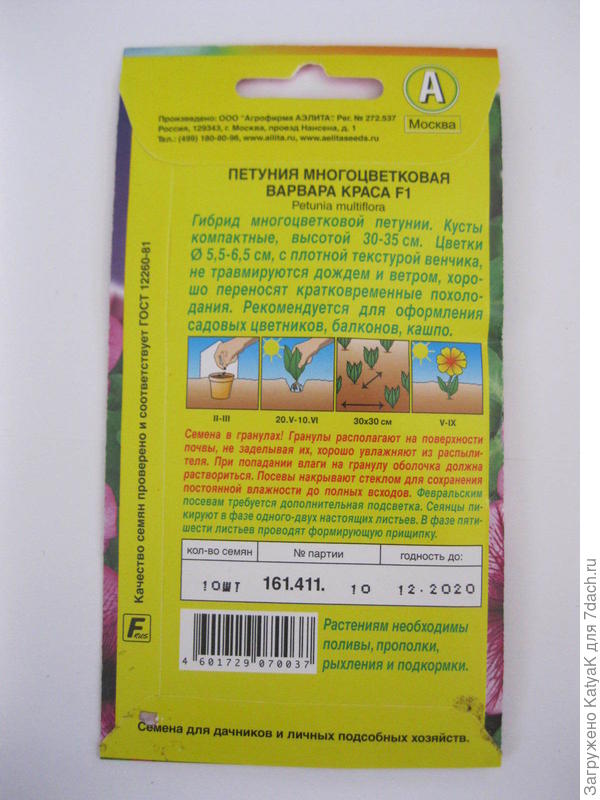 Произведено: ООО "Агрофирма АЭЛИТА". Рег. № 272.537
Россия, 129343, г. Москва, проезд Нансена, д. 1
Тел.: (499) 180-80-96, www.ailita.ru, www.aelitaseeds.ru
А
Москва
ПЕТУНИЯ МНОГОЦВЕТКОВАЯ
ВАРВАРА КРАСА F1
Petunia multiflora
Гибрид многоцветковой петунии. Кусты
компактные, высотой 30-35 см. Цветки
Ø 5,5-6,5 см, с плотной текстурой венчика,
не травмируются дождем и ветром, хоро-
шо переносят кратковременные похоло-
дания. Рекомендуется для оформления
садовых цветников, балконов, кашпо.
II-III
20.V-10.VI
30х30 см
V-IX
Семена в гранулах! Гранулы располагают на поверхности
почвы, не заделывая их, хорошо увлажняют из распыли-
теля. При попадании влаги на гранулу оболочка должна
раствориться. Посевы накрывают стеклом для сохранения
постоянной влажности до полных всходов. Февральским
посевам требуется дополнительная подсветка. Сеянцы пи-
кируют в фазе одного-двух настоящих листьев. В фазе пяти-
шести листьев проводят формирующую прищипку.
кол-во семян
№ партии
годность до:
10ШТ
161.411. 10
12.2020
Качество семян проверено и соответствует ГОСТ 12260-81
F RUS
4 601729 070037
Растениям необходимы
поливы, прополки,
рыхления и подкормки.
Семена для дачников и личных подсобных хозяйств.
Загружено KatyaK для 7dach.ru